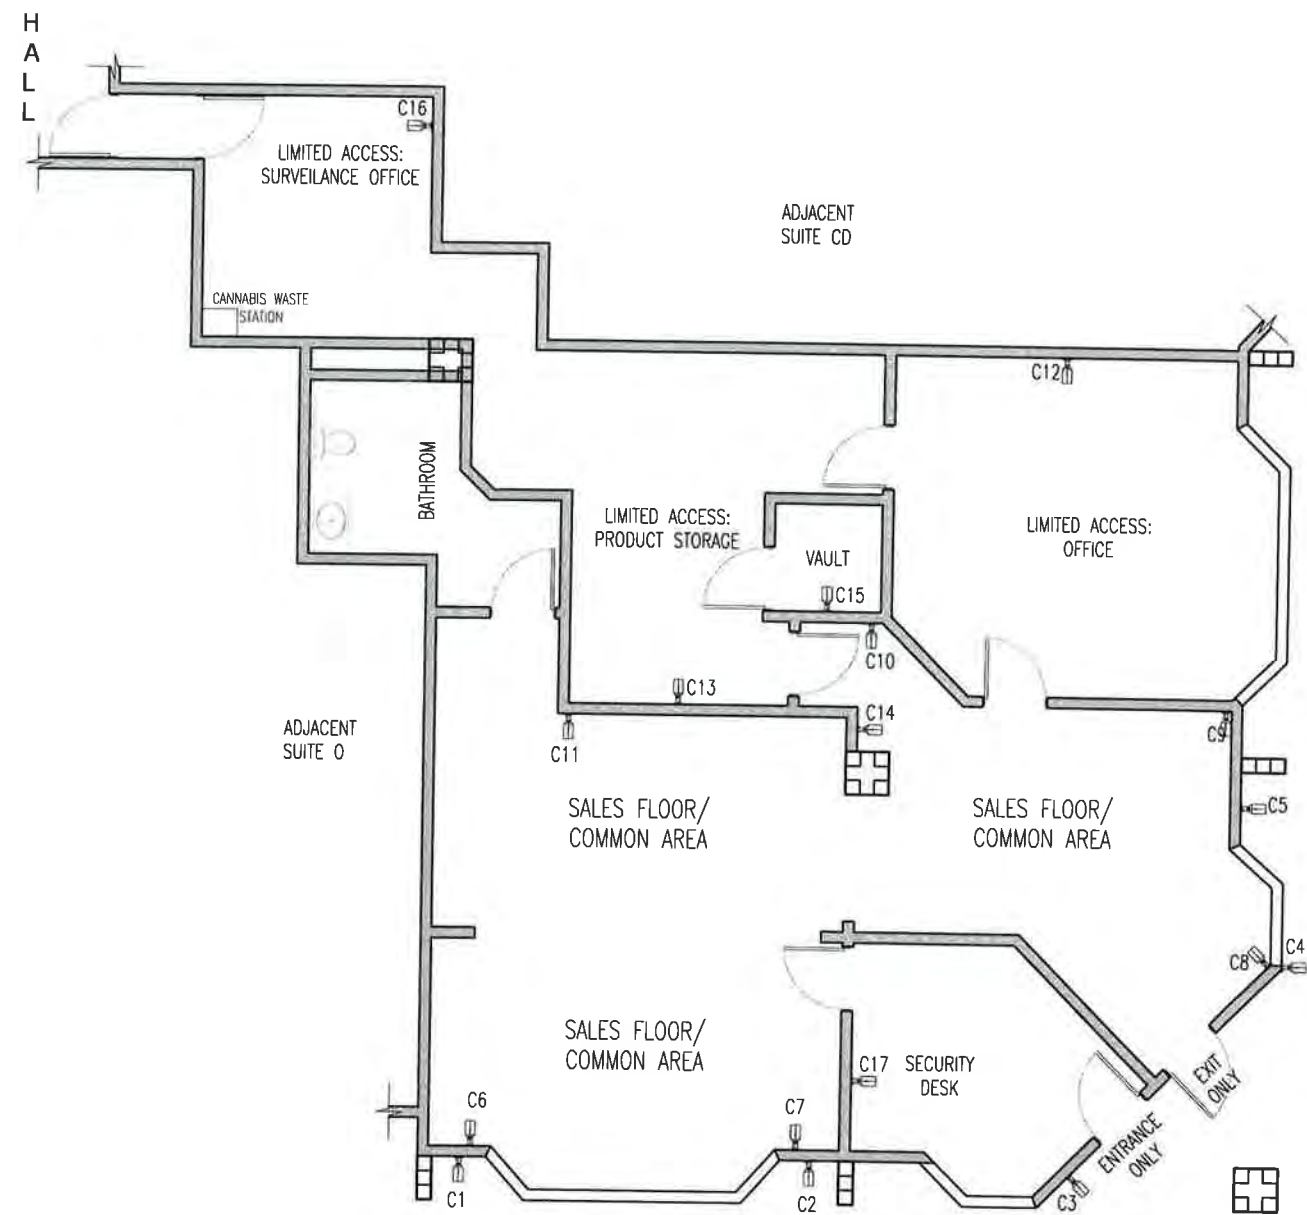 H
A
L
L
C16
LIMITED ACCESS:
SURVEILANCE OFFICE
ADJACENT
SUITE CD
CANNABIS WASTE
STATION
C12
BATHROOM
LIMITED ACCESS:
PRODUCT STORAGE
VAULT
LIMITED ACCESS:
OFFICE
C15
C10
C13
C14
C11
C9
ADJACENT
SUITE O
C5
SALES FLOOR/
COMMON AREA
SALES FLOOR/
COMMON AREA
C8
C4
SALES FLOOR/
COMMON AREA
C17
SECURITY
DESK
EXIT
ONLY
C6
C7
ENTRANCE
ONLY
C1
C2
C3